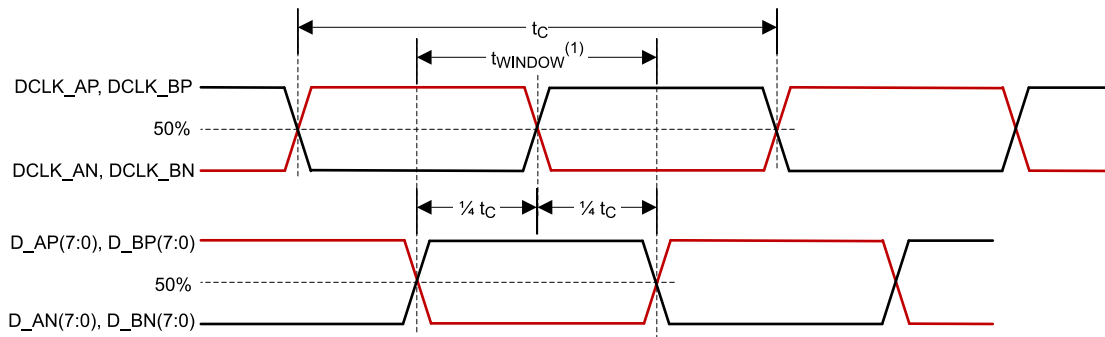 tC
tWINDOW(1)
DCLK_AP, DCLK_BP
50%
DCLK_AN, DCLK_BN
¼ tC ¼ tC
D_AP(7:0), D_BP(7:0)
50%
D_AN(7:0), D_BN(7:0)